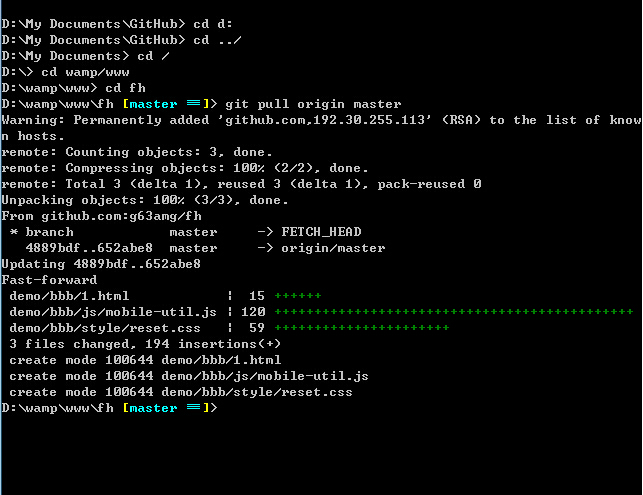 D:\My Documents\GitHub> cd d:
D:\My Documents\GitHub> cd ../
D:\My Documents> cd /
D:\> cd wamp/www
D:\wamp\www> cd fh
D:\wamp\www\fh [master ≡]> git pull origin master
Warning: Permanently added 'github.com,192.30.255.113' (RSA) to the list of know
n hosts.
remote: Counting objects: 3, done.
remote: Compressing objects: 100% (2/2), done.
remote: Total 3 (delta 1), reused 3 (delta 1), pack-reused 0
Unpacking objects: 100% (3/3), done.
From github.com:g63amg/fh
 * branch            master     -> FETCH_HEAD
   4889bdf..652abe8  master     -> origin/master
Updating 4889bdf..652abe8
Fast-forward
 demo/bbb/1.html            |  15 ++++++
 demo/bbb/js/mobile-util.js | 120 +++++++++++++++++++++++++++++++++++++++++++++
 demo/bbb/style/reset.css   |  59 ++++++++++++++++++++++
 3 files changed, 194 insertions(+)
 create mode 100644 demo/bbb/1.html
 create mode 100644 demo/bbb/js/mobile-util.js
 create mode 100644 demo/bbb/style/reset.css
D:\wamp\www\fh [master ≡]>